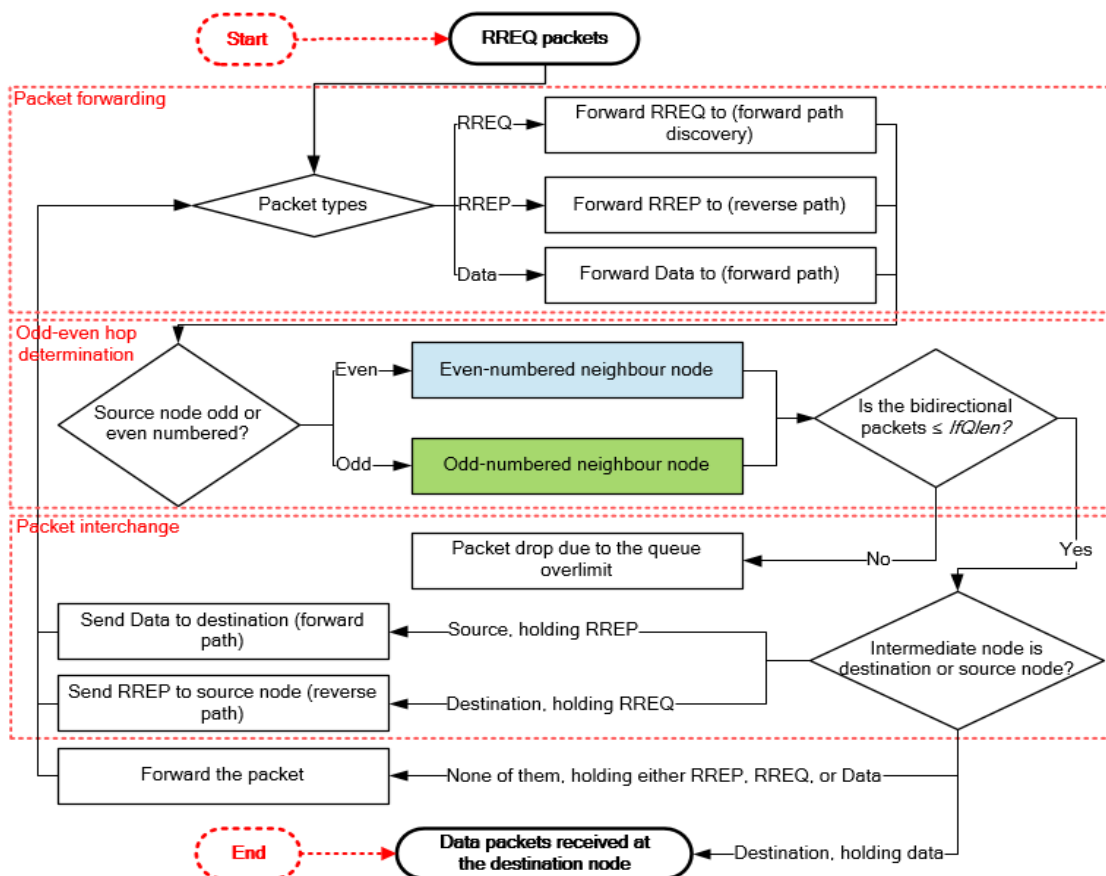 Start
RREQ packets
Packet forwarding
RREQ
Forward RREQ to (forward path
discovery)
Packet types
RREP
Forward RREP to (reverse path)
Data
Forward Data to (forward path)
Odd-even hop
determination
Source node odd or
even numbered?
Even
Even-numbered neighbour node
Odd
Odd-numbered neighbour node
Is the bidirectional
packets ≤ IfQlen?
Packet interchange
Packet drop due to the queue
overlimit
No
Yes
Send Data to destination (forward
path)
Source, holding RREP
Intermediate node is
destination or source node?
Send RREP to source node (reverse
path)
Destination, holding RREQ
Forward the packet
None of them, holding either RREP, RREQ, or Data
End
Data packets received at
the destination node
Destination, holding data